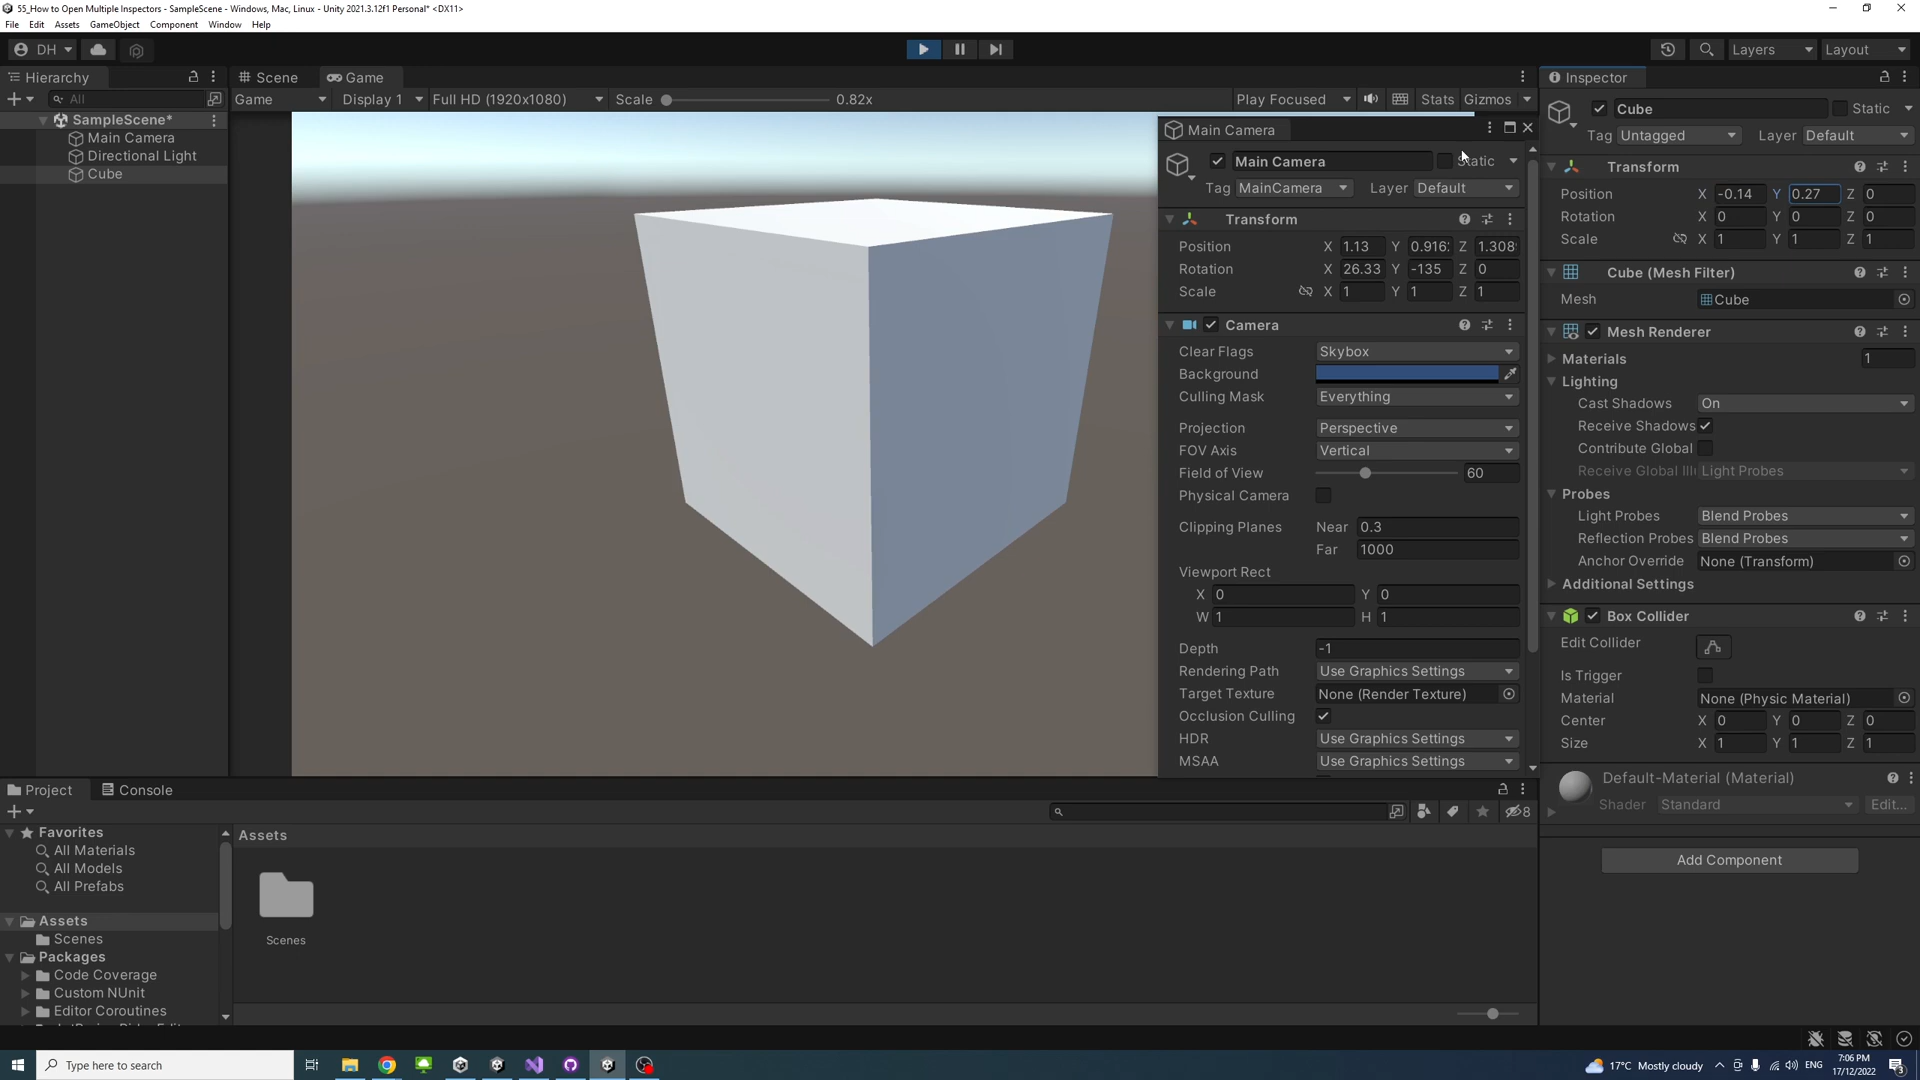 55_How to Open Multiple Inspectors - SampleScene - Windows, Mac, Linux - Unity 2021.3.12f1 Personal* <DX11>
File Edit Assets GameObject Component Window Help
DH Layers Layout
Hierarchy
All
SampleScene*
Main Camera
Directional Light
Cube
Scene Game
Game Display 1 Full HD (1920x1080) Scale 0.82x Play Focused Stats Gizmos
Main Camera
Main Camera Static
Tag MainCamera Layer Default
Transform
Position X 1.13 Y 0.916 Z 1.308
Rotation X 26.33 Y -135 Z 0
Scale X 1 Y 1 Z 1
Camera
Clear Flags Skybox
Background
Culling Mask Everything
Projection Perspective
FOV Axis Vertical
Field of View 60
Physical Camera
Clipping Planes Near 0.3
Far 1000
Viewport Rect
X 0 Y 0
W 1 H 1
Depth -1
Rendering Path Use Graphics Settings
Target Texture None (Render Texture)
Occlusion Culling
HDR Use Graphics Settings
MSAA Use Graphics Settings
Inspector
Cube Static
Tag Untagged Layer Default
Transform
Position X -0.14 Y 0.27 Z 0
Rotation X 0 Y 0 Z 0
Scale X 1 Y 1 Z 1
Cube (Mesh Filter)
Mesh Cube
Mesh Renderer
Materials 1
Lighting
Cast Shadows On
Receive Shadows
Contribute Global
Receive Global Illu Light Probes
Probes
Light Probes Blend Probes
Reflection Probes Blend Probes
Anchor Override None (Transform)
Additional Settings
Box Collider
Edit Collider
Is Trigger
Material None (Physic Material)
Center X 0 Y 0 Z 0
Size X 1 Y 1 Z 1
Default-Material (Material)
Shader Standard Edit...
Add Component
Project Console
8
Favorites
All Materials
All Models
All Prefabs
Assets
Scenes
Packages
Code Coverage
Custom NUnit
Editor Coroutines
Assets
Scenes
Type here to search
17°C Mostly cloudy ENG
7:06 PM
17/12/2022
3